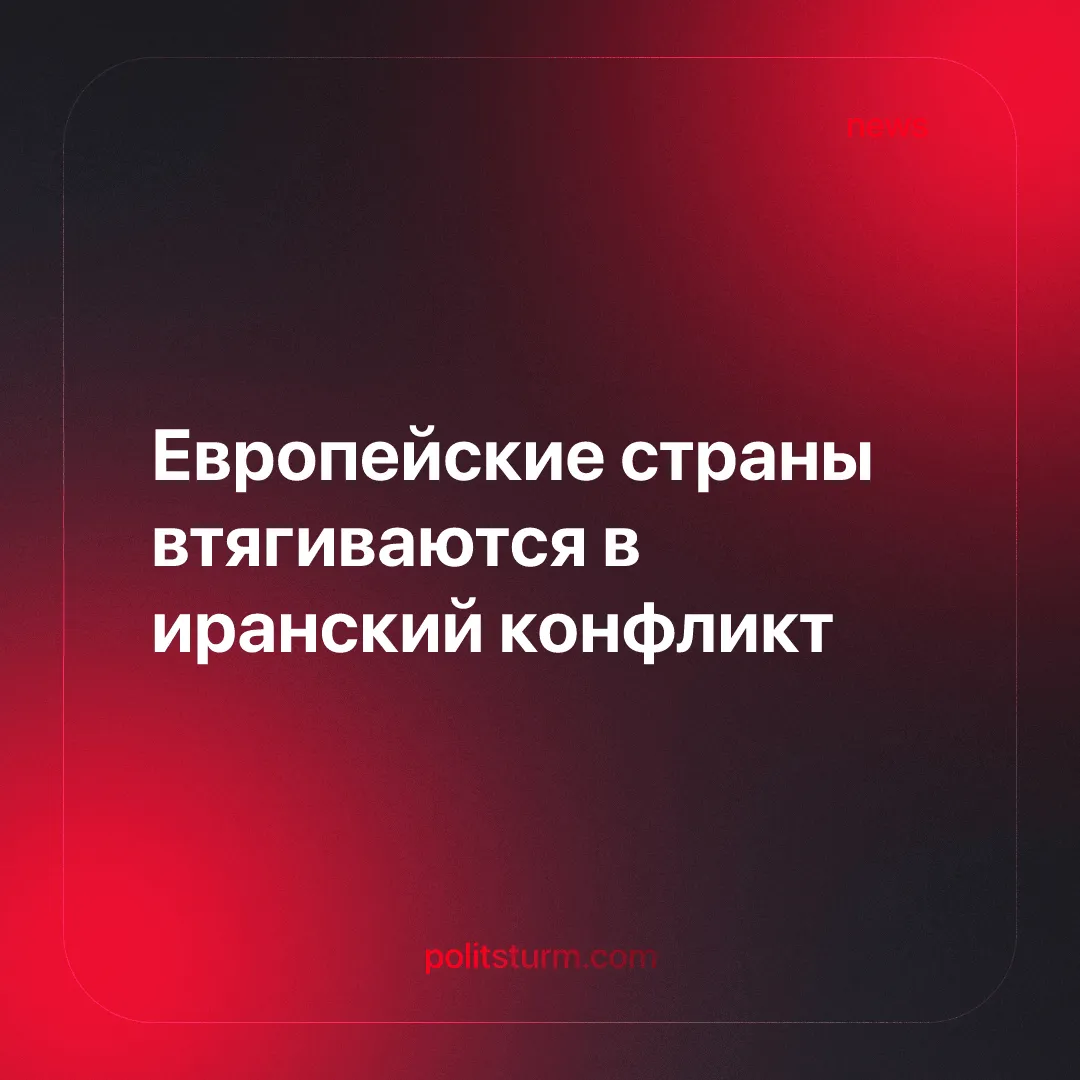 news
Европейские страны
втягиваются в
иранский конфликт
politsturm.com